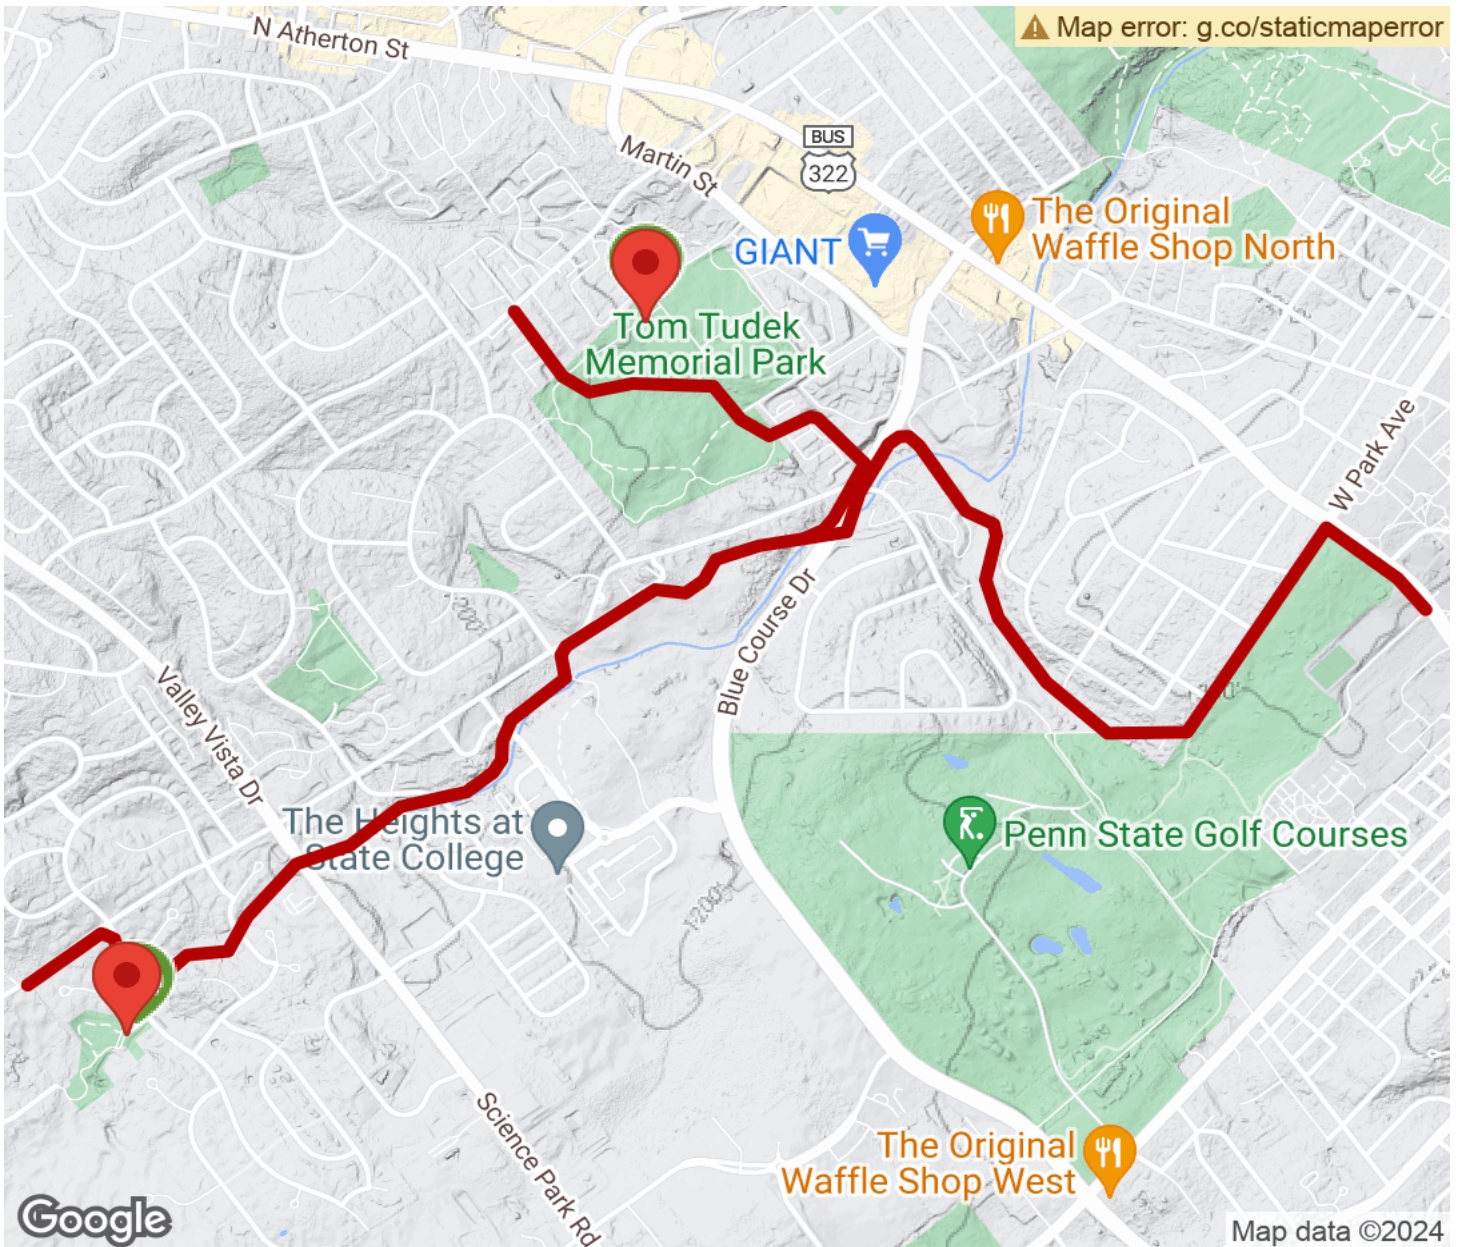 Map error: g.co/staticmaperror
N Atherton St
Martin St
BUS
322
The Original
Waffle Shop North
GIANT
Tom Tudek
Memorial Park
W Park Ave
Blue Course Dr
1200'
Valley Vista Dr
The Heights at
State College
Penn State Golf Courses
1200'
Science Park Rd
The Original
Waffle Shop West
Google
Map data ©2024